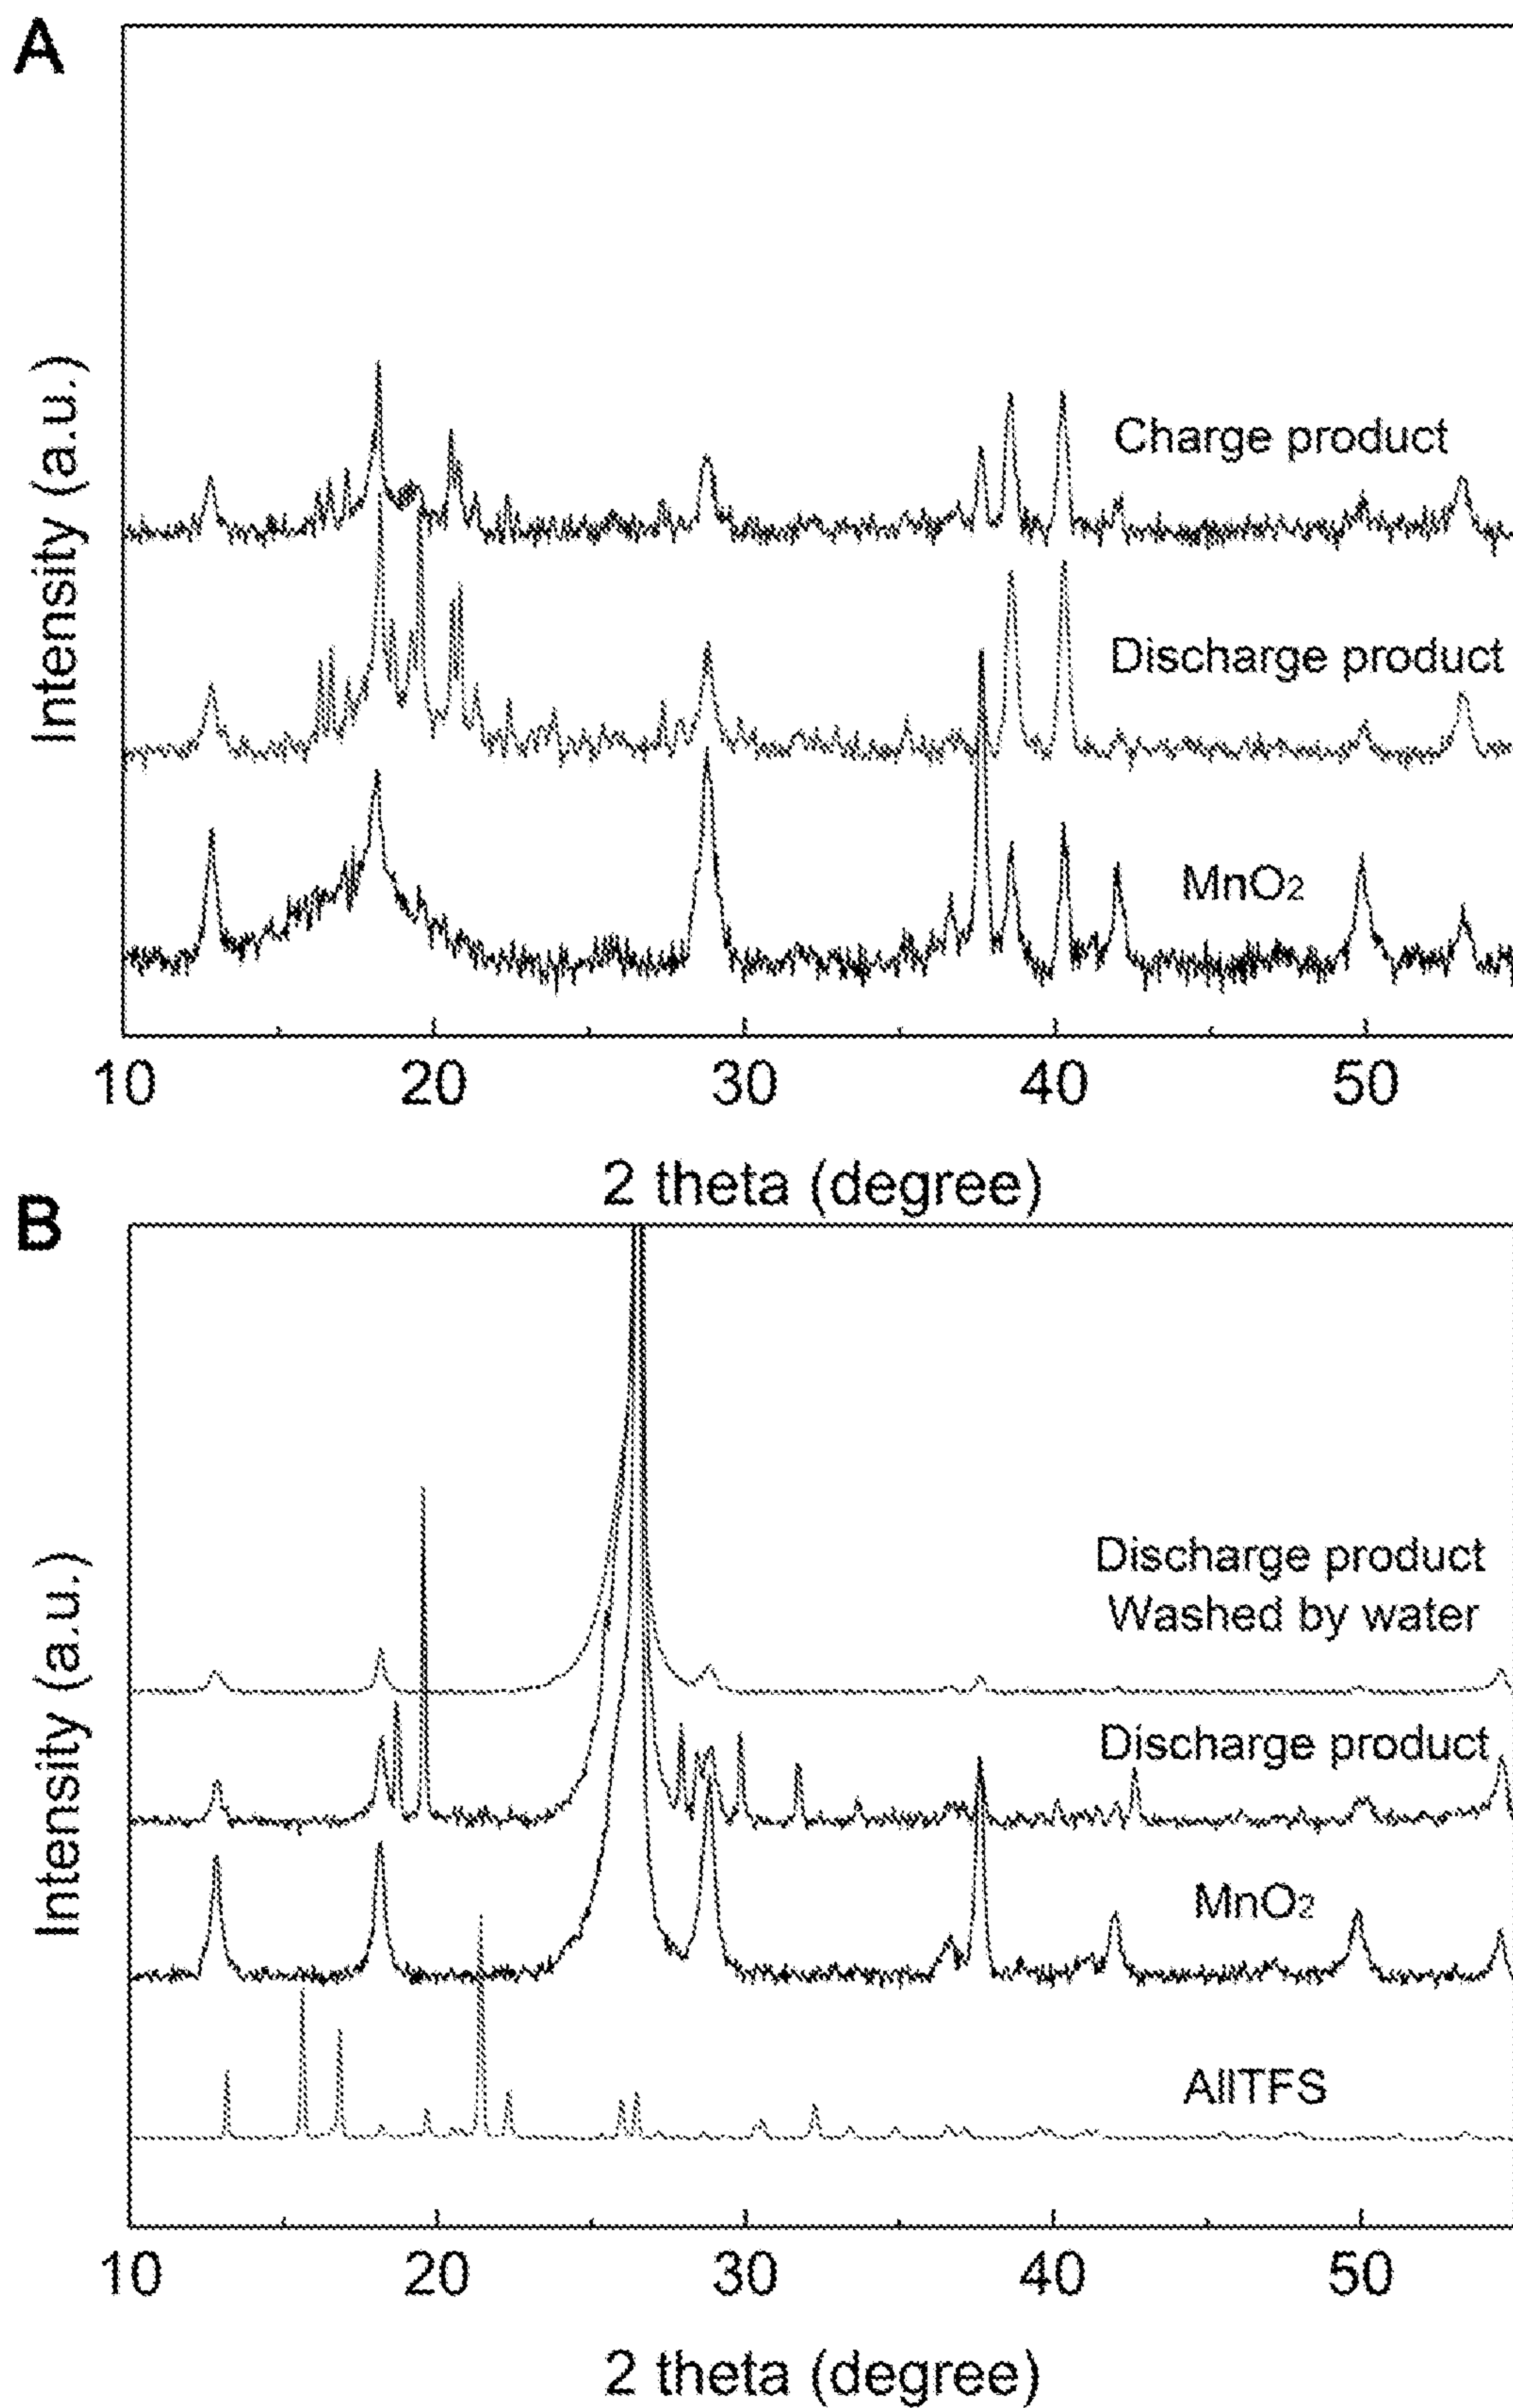 A
Intensity (a.u.)
Charge product
Discharge product
MnO2
10 20 30 40 50
2 theta (degree)
B
Intensity (a.u.)
Discharge product
Washed by water
Discharge product
MnO2
AllTFS
10 20 30 40 50
2 theta (degree)